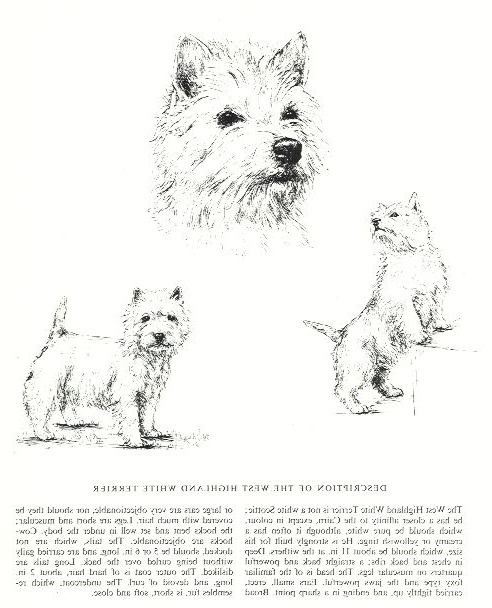 DESCRIPTION OF THE WEST HIGHLAND WHITE TERRIER
The West Highland White Terrier is not a white Scottie;
he has a closer affinity to the Cairn, except in colour,
which should be pure white, although it often has a
creamy or yellowish tinge. He is strongly built for his
size, which should be about 11 in. at the withers. Deep
in chest and back ribs; a straight back and powerful
quarters on muscular legs. The head is of the familiar
foxy type and the jaws powerful. Ears small, erect,
carried tightly up, and ending in a sharp point. Broad
or large ears are very objectionable, nor should they be
covered with much hair. Legs are short and muscular;
the hocks bent and set well in under the body. Cow-
hocks are objectionable. The tails, which are not
docked, should be 5 or 6 in. long, and are carried gaily
without being curled over the back. Long tails are
disliked. The outer coat is of hard hair, about 2 in.
long, and devoid of curl. The undercoat, which re-
sembles fur, is short, soft and close.